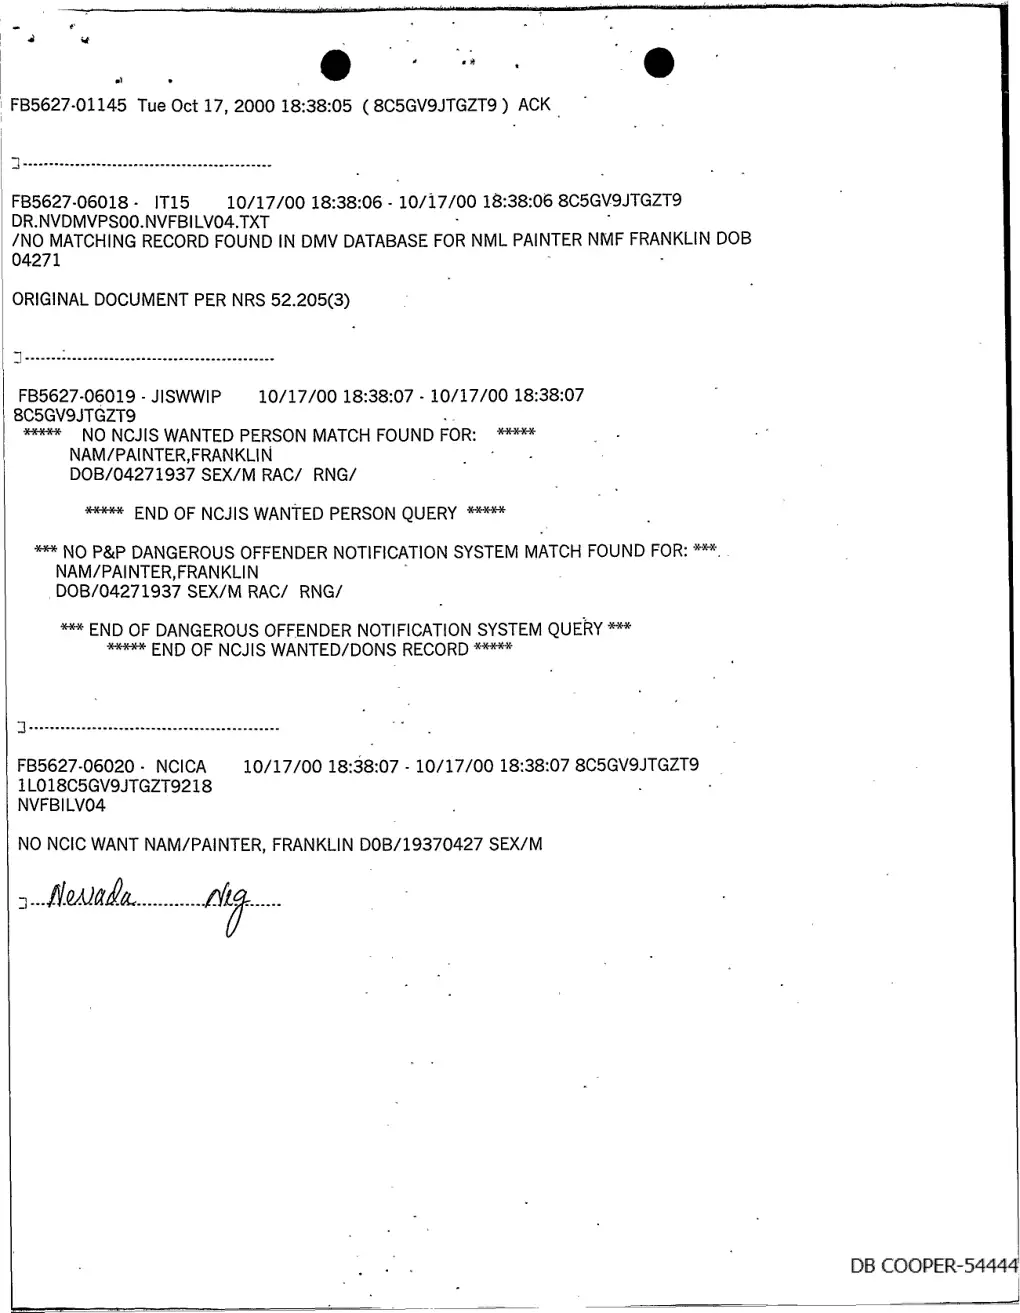 FB5627-01145 Tue Oct 17, 2000 18:38:05 ( 8C5GV9JTGZT9 ) ACK
]-----------------------------------------------
FB5627-06018 - IT15 10/17/00 18:38:06 - 10/17/00 18:38:06 8C5GV9JTGZT9
DR.NVDMVPS00.NVFBILV04.TXT
/NO MATCHING RECORD FOUND IN DMV DATABASE FOR NML PAINTER NMF FRANKLIN DOB
04271
ORIGINAL DOCUMENT PER NRS 52.205(3)
]-----------------------------------------------
FB5627-06019 - JISWWIP 10/17/00 18:38:07 - 10/17/00 18:38:07
8C5GV9JTGZT9
***** NO NCJIS WANTED PERSON MATCH FOUND FOR: *****
NAM/PAINTER,FRANKLIN
DOB/04271937 SEX/M RAC/ RNG/
***** END OF NCJIS WANTED PERSON QUERY *****
*** NO P&P DANGEROUS OFFENDER NOTIFICATION SYSTEM MATCH FOUND FOR: ***
NAM/PAINTER,FRANKLIN
DOB/04271937 SEX/M RAC/ RNG/
*** END OF DANGEROUS OFFENDER NOTIFICATION SYSTEM QUERY ***
***** END OF NCJIS WANTED/DONS RECORD *****
]-----------------------------------------------
FB5627-06020 - NCICA 10/17/00 18:38:07 - 10/17/00 18:38:07 8C5GV9JTGZT9
1L018C5GV9JTGZT9218
NVFBILV04
NO NCIC WANT NAM/PAINTER, FRANKLIN DOB/19370427 SEX/M
]---Nevada------------Neg------
DB COOPER-54444